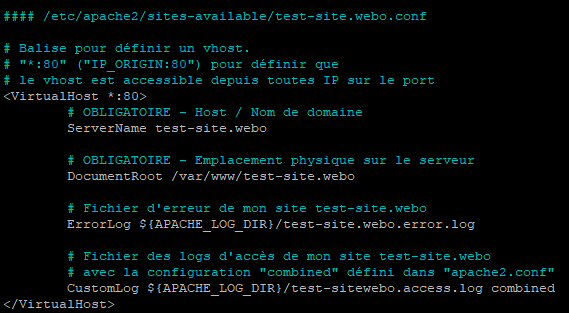 #### /etc/apache2/sites-available/test-site.webo.conf
# Balise pour définir un vhost.
# "*:80" ("IP_ORIGIN:80") pour définir que
# le vhost est accessible depuis toutes IP sur le port
<VirtualHost *:80>
# OBLIGATOIRE - Host / Nom de domaine
ServerName test-site.webo
# OBLIGATOIRE - Emplacement physique sur le serveur
DocumentRoot /var/www/test-site.webo
# Fichier d'erreur de mon site test-site.webo
ErrorLog ${APACHE_LOG_DIR}/test-site.webo.error.log
# Fichier des logs d'accès de mon site test-site.webo
# avec la configuration "combined" défini dans "apache2.conf"
CustomLog ${APACHE_LOG_DIR}/test-sitewebo.access.log combined
</VirtualHost>